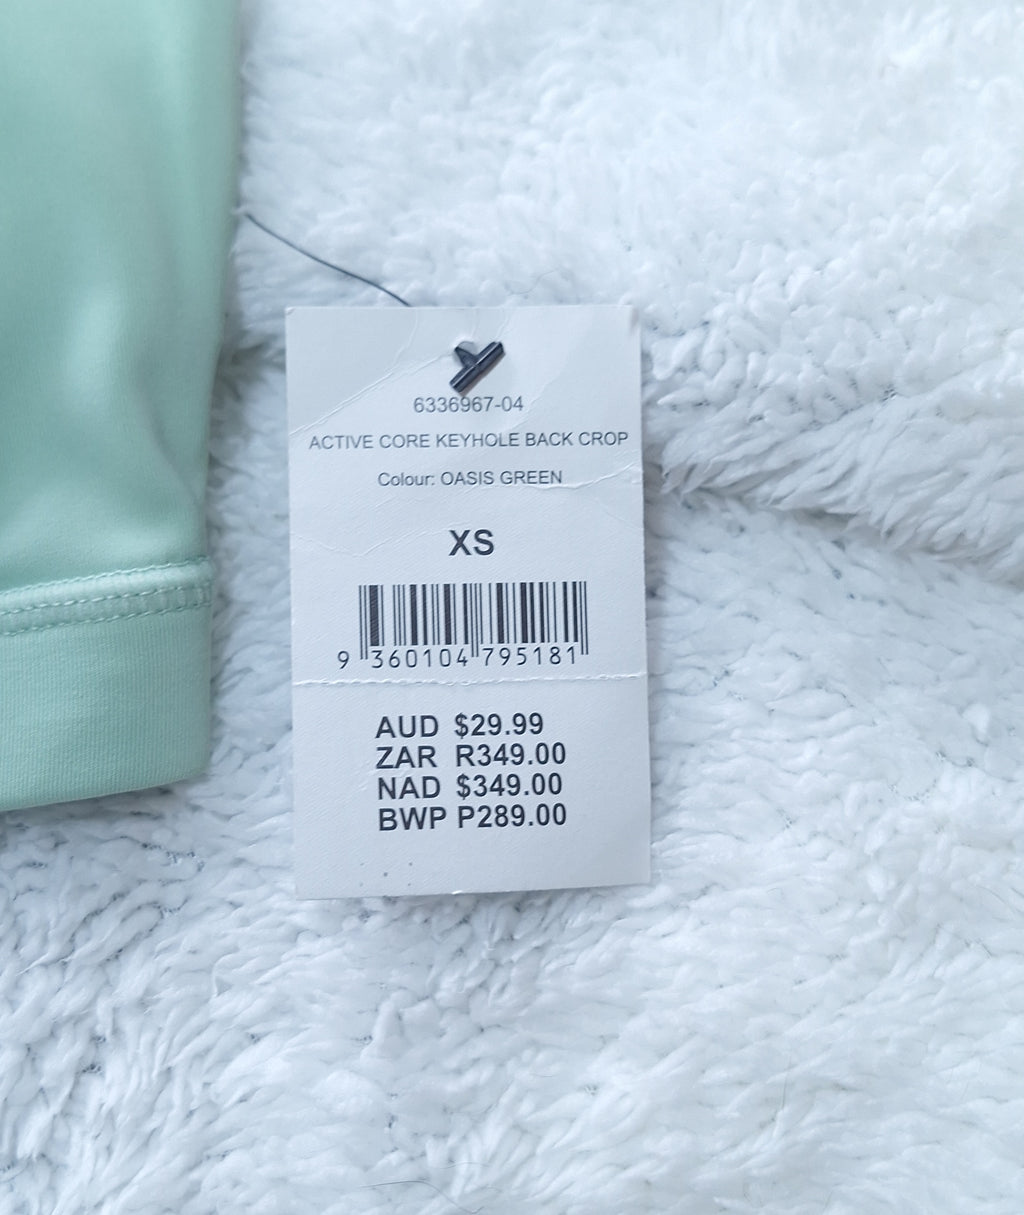 6336967-04
ACTIVE CORE KEYHOLE BACK CROP
Colour: OASIS GREEN
XS
9 360104 795181
AUD $29.99
ZAR R349.00
NAD $349.00
BWP P289.00